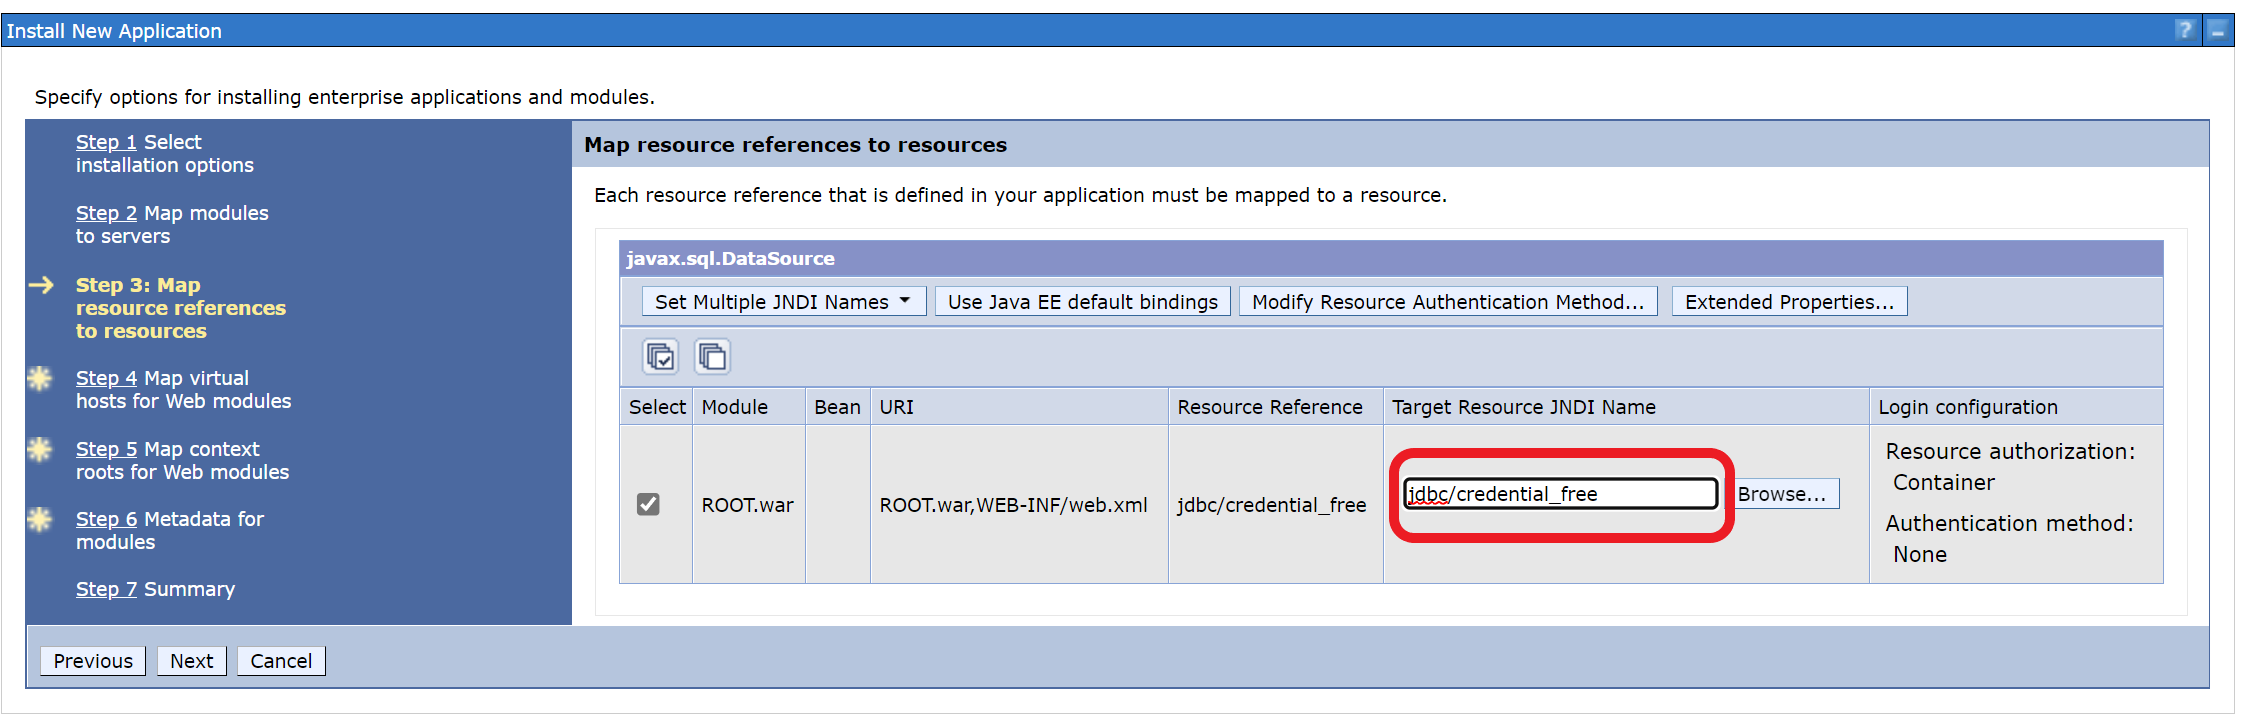 Install New Application
?
Specify options for installing enterprise applications and modules.
Step 1 Select
installation options
Step 2 Map modules
to servers
Step 3: Map
resource references
to resources
Step 4 Map virtual
hosts for Web modules
Step 5 Map context
roots for Web modules
Step 6 Metadata for
modules
Step 7 Summary
Map resource references to resources
Each resource reference that is defined in your application must be mapped to a resource.
javax.sql.DataSource
Set Multiple JNDI Names Use Java EE default bindings Modify Resource Authentication Method... Extended Properties...
Select Module Bean URI Resource Reference Target Resource JNDI Name Login configuration
ROOT.war ROOT.war,WEB-INF/web.xml jdbc/credential_free jdbc/credential_free Browse...
Resource authorization:
Container
Authentication method:
None
Previous Next Cancel